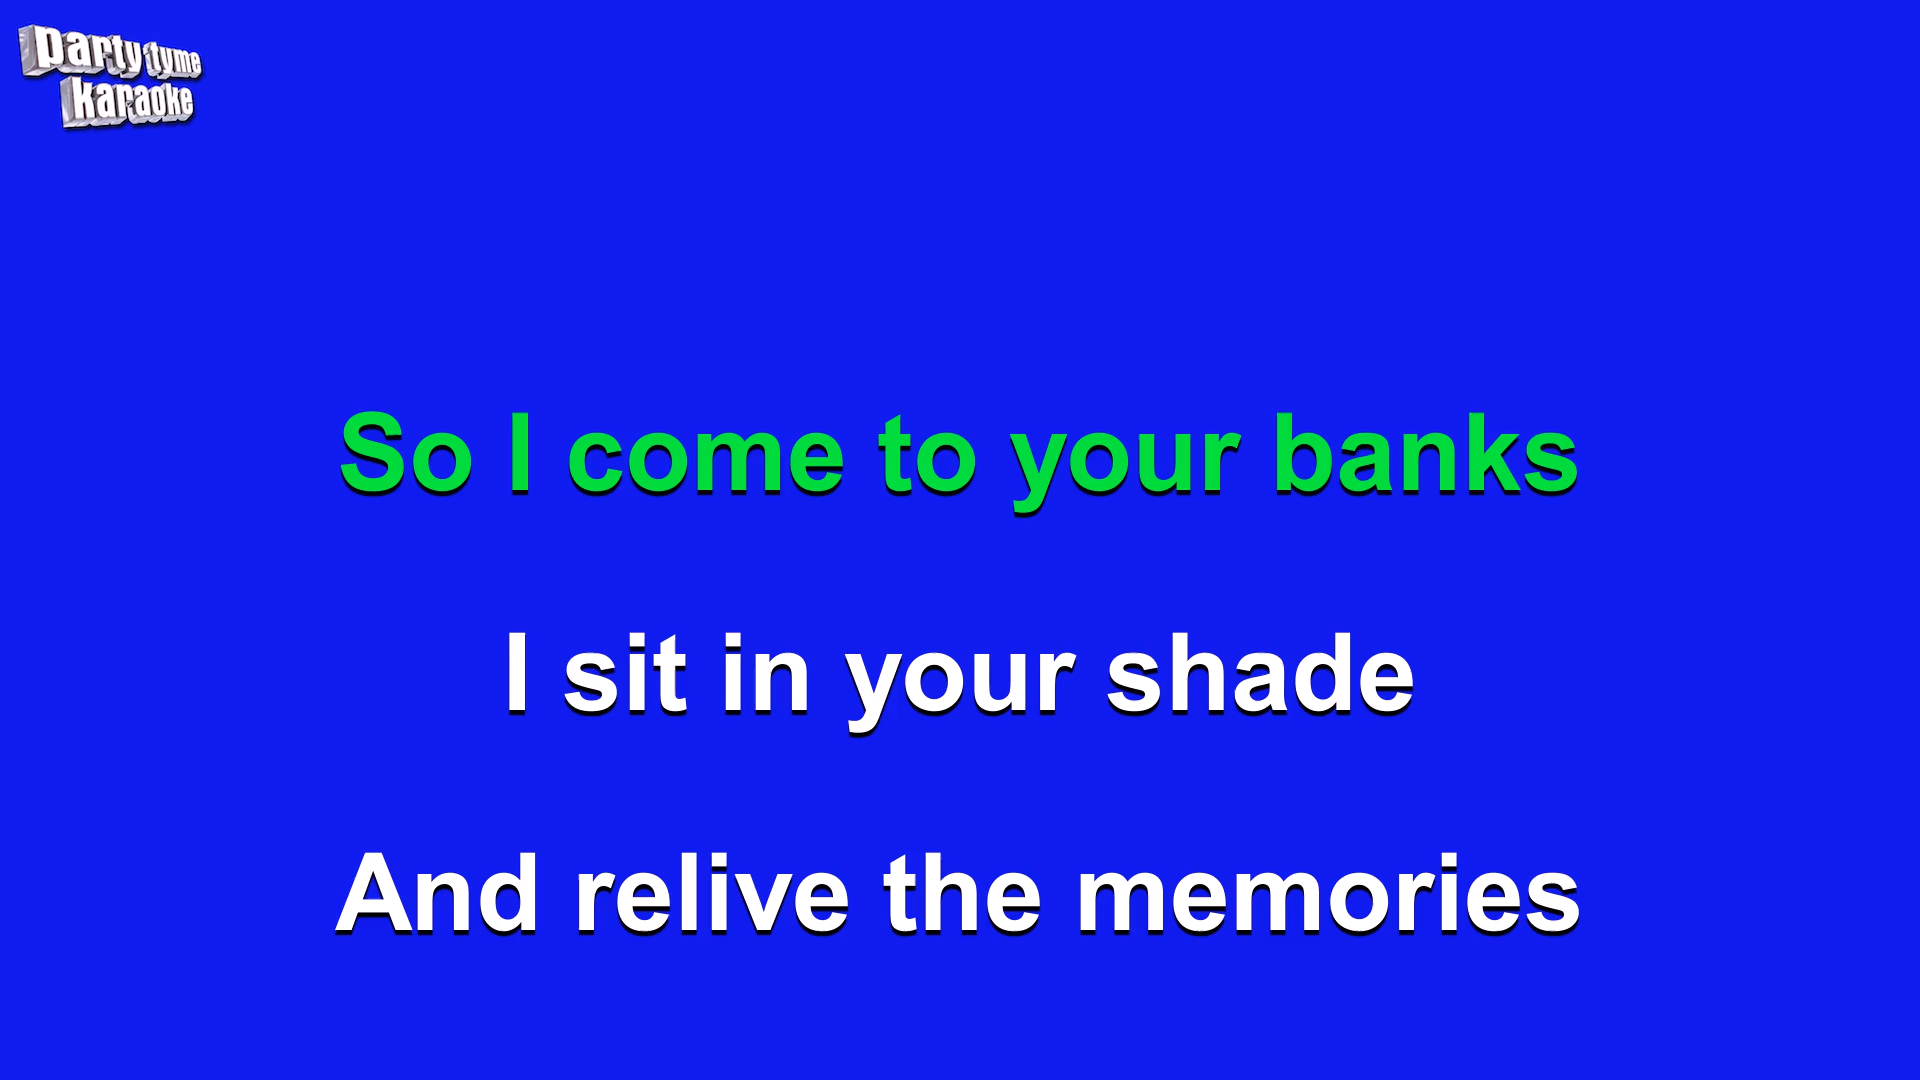 party tyme
karaoke
So I come to your banks
I sit in your shade
And relive the memories